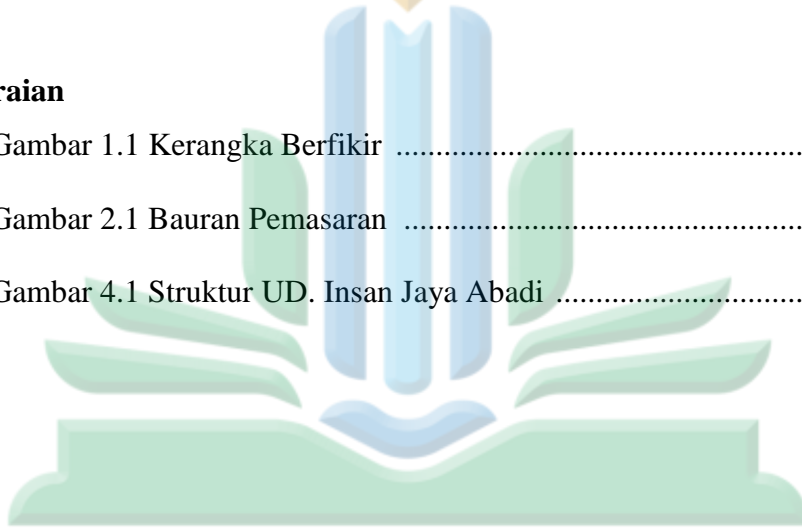 raian
Gambar 1.1 Kerangka Berfikir ...................................................
Gambar 2.1 Bauran Pemasaran ..................................................
Gambar 4.1 Struktur UD. Insan Jaya Abadi ...............................